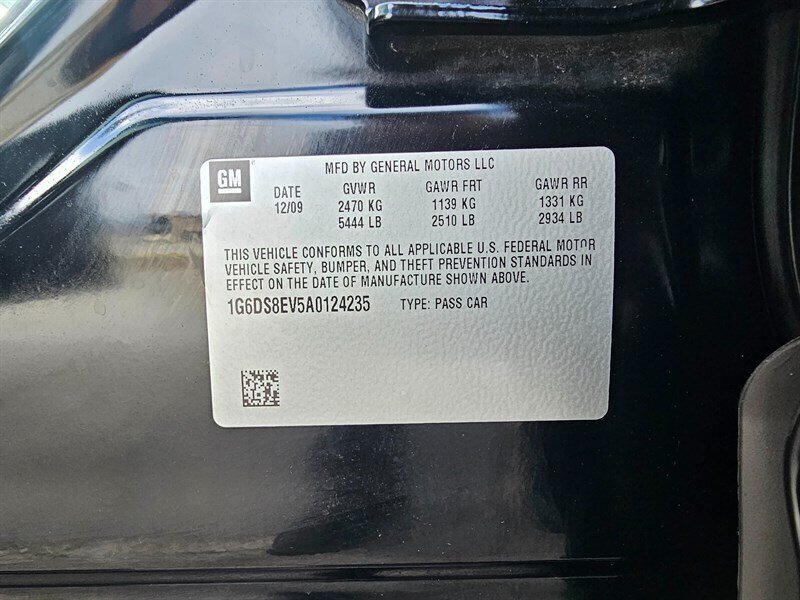 GM
MFD BY GENERAL MOTORS LLC
DATE GVWR GAWR FRT GAWR RR
12/09 2470 KG 1139 KG 1331 KG
5444 LB 2510 LB 2934 LB
THIS VEHICLE CONFORMS TO ALL APPLICABLE U.S. FEDERAL MOTOR
VEHICLE SAFETY, BUMPER, AND THEFT PREVENTION STANDARDS IN
EFFECT ON THE DATE OF MANUFACTURE SHOWN ABOVE.
1G6DS8EV5A0124235 TYPE: PASS CAR